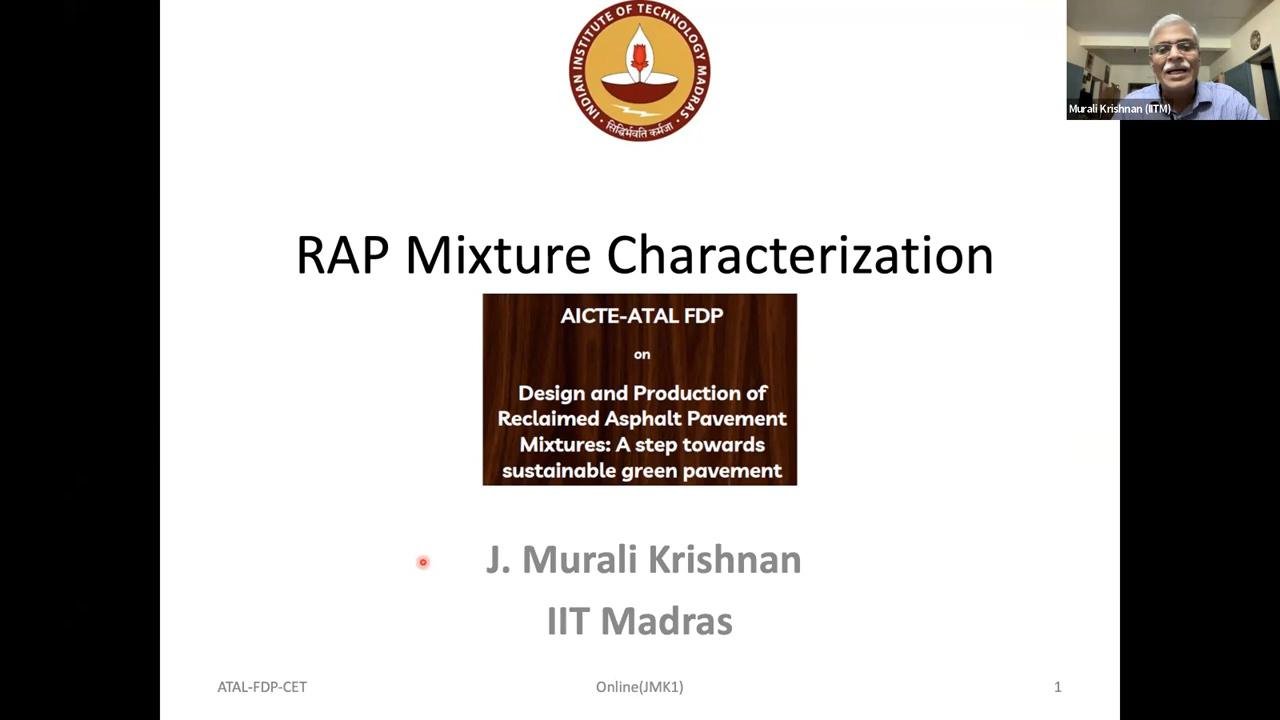 INDIAN INSTITUTE OF TECHNOLOGY MADRAS
सिद्धिर्भवति कर्मजा
Murali Krishnan (IITM)
RAP Mixture Characterization
AICTE-ATAL FDP
on
Design and Production of
Reclaimed Asphalt Pavement
Mixtures: A step towards
sustainable green pavement
J. Murali Krishnan
IIT Madras
ATAL-FDP-CET
Online(JMK1)
1